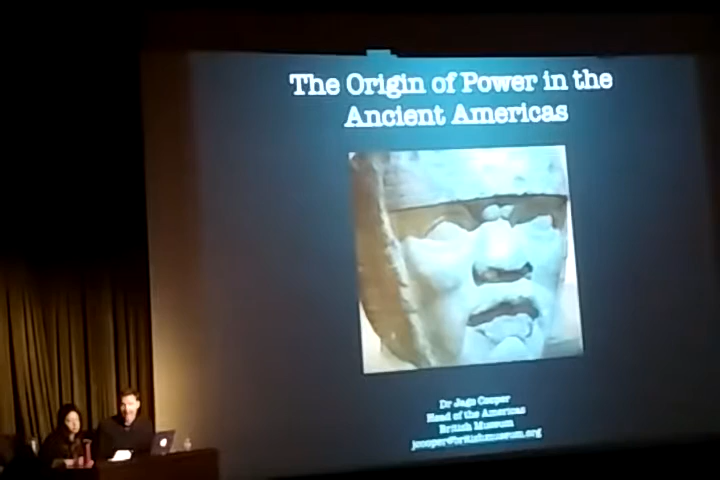 The Origin of Power in the
Ancient Americas
Dr Jago Cooper
Head of the Americas
British Museum
jcooper@britishmuseum.org